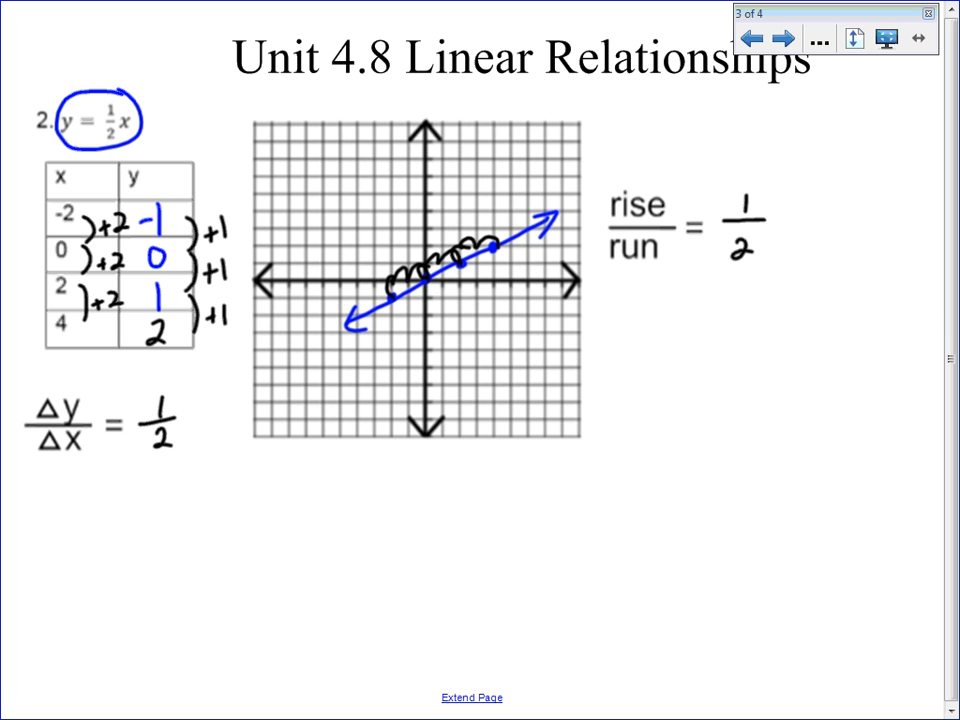 3 of 4
Unit 4.8 Linear Relationships
2. y = 1/2 x
x y
-2 -1
)+2 )+1
0 0
)+2 )+1
2 1
)+2 )+1
4 2
Δy/Δx = 1/2
rise/run = 1/2
Extend Page